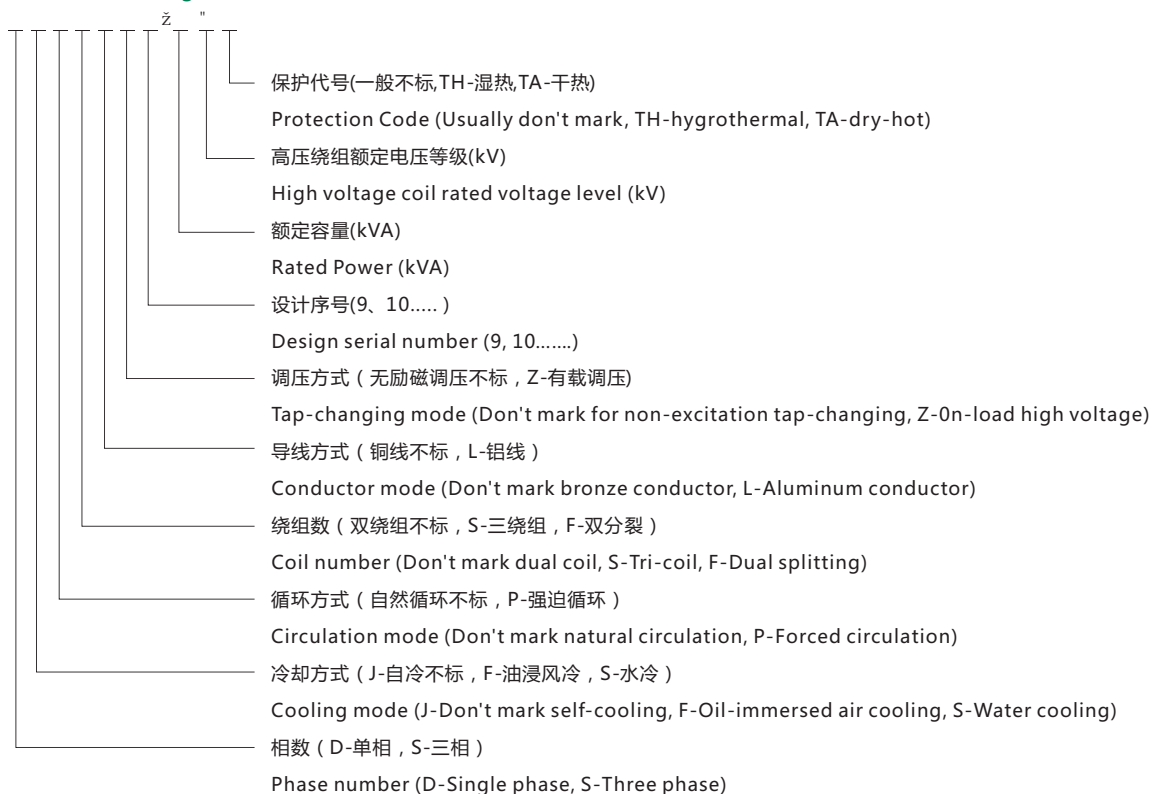 ž "
保护代号(一般不标,TH-湿热,TA-干热)
Protection Code (Usually don't mark, TH-hygrothermal, TA-dry-hot)
高压绕组额定电压等级(kV)
High voltage coil rated voltage level (kV)
额定容量(kVA)
Rated Power (kVA)
设计序号(9、10..... )
Design serial number (9, 10.......)
调压方式 ( 无励磁调压不标 , Z-有载调压)
Tap-changing mode (Don't mark for non-excitation tap-changing, Z-0n-load high voltage)
导线方式 ( 铜线不标 , L-铝线 )
Conductor mode (Don't mark bronze conductor, L-Aluminum conductor)
绕组数 ( 双绕组不标 , S-三绕组 , F-双分裂 )
Coil number (Don't mark dual coil, S-Tri-coil, F-Dual splitting)
循环方式 ( 自然循环不标 , P-强迫循环 )
Circulation mode (Don't mark natural circulation, P-Forced circulation)
冷却方式 ( J-自冷不标 , F-油浸风冷 , S-水冷 )
Cooling mode (J-Don't mark self-cooling, F-Oil-immersed air cooling, S-Water cooling)
相数 ( D-单相 , S-三相 )
Phase number (D-Single phase, S-Three phase)